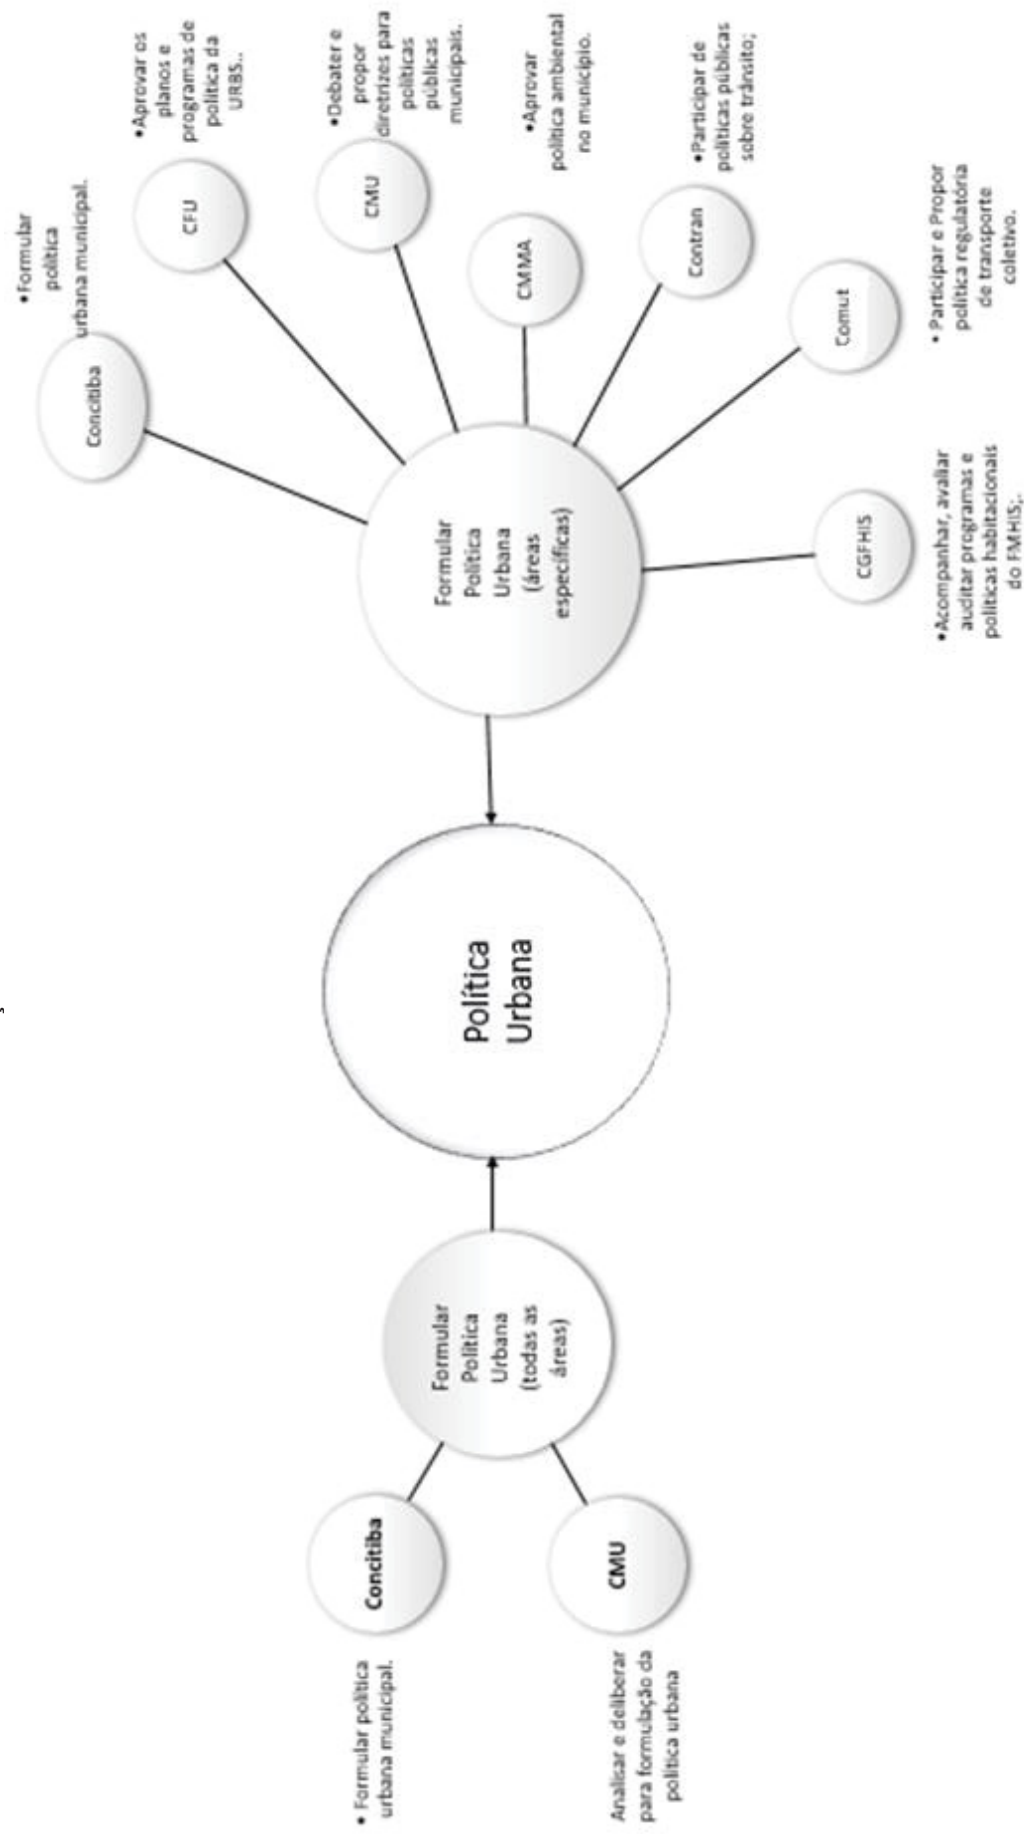 • Formular política
urbana municipal.
Concitiba
Analisar e deliberar
para formulação da
política urbana
CMU
Formular
Política
Urbana
(todas as
áreas)
Política
Urbana
Formular
Política
Urbana
(áreas
específicas)
•Formular
política
urbana municipal.
Concitiba
•Aprovar os
planos e
programas de
política da
URBS..
CFU
•Debater e
propor
diretrizes para
políticas
públicas
municipais.
CMU
•Aprovar
política ambiental
no município.
CMMA
•Participar de
políticas públicas
sobre trânsito;
Contran
• Participar e Propor
política regulatória
de transporte
coletivo.
Comut
•Acompanhar, avaliar
auditar programas e
políticas habitacionais
do FMHIS;.
CGFHIS